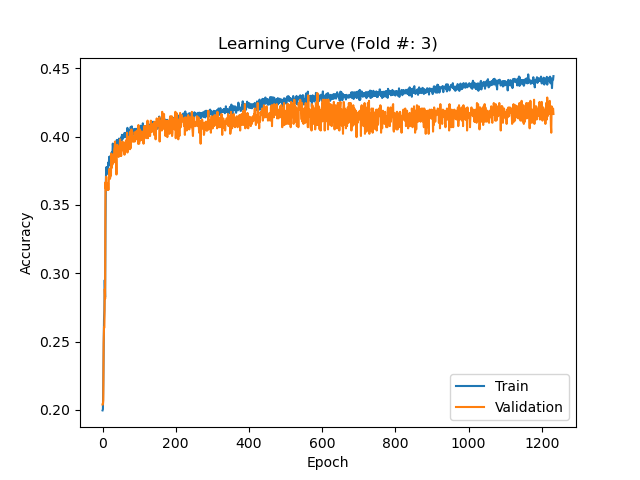 Learning Curve (Fold #: 3)
0.45
0.40
0.35
0.30
0.25
0.20
Accuracy
0 200 400 600 800 1000 1200
Epoch
Train
Validation